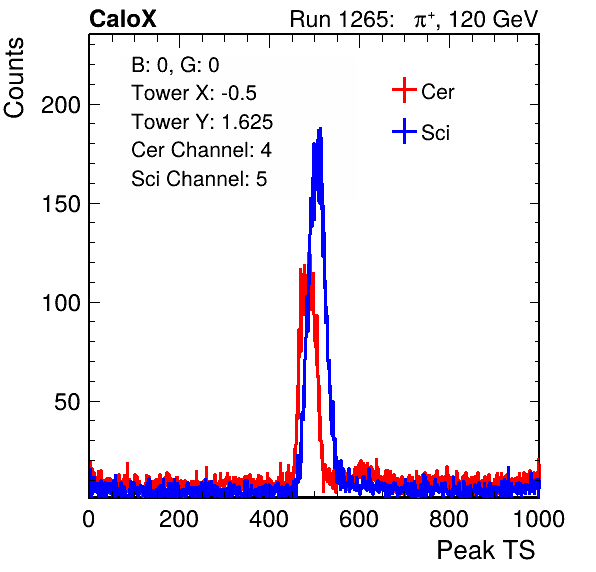 CaloX Run 1265: π⁺, 120 GeV
Counts
B: 0, G: 0
Tower X: -0.5
Tower Y: 1.625
Cer Channel: 4
Sci Channel: 5
Cer
Sci
200
150
100
50
0 200 400 600 800 1000
Peak TS